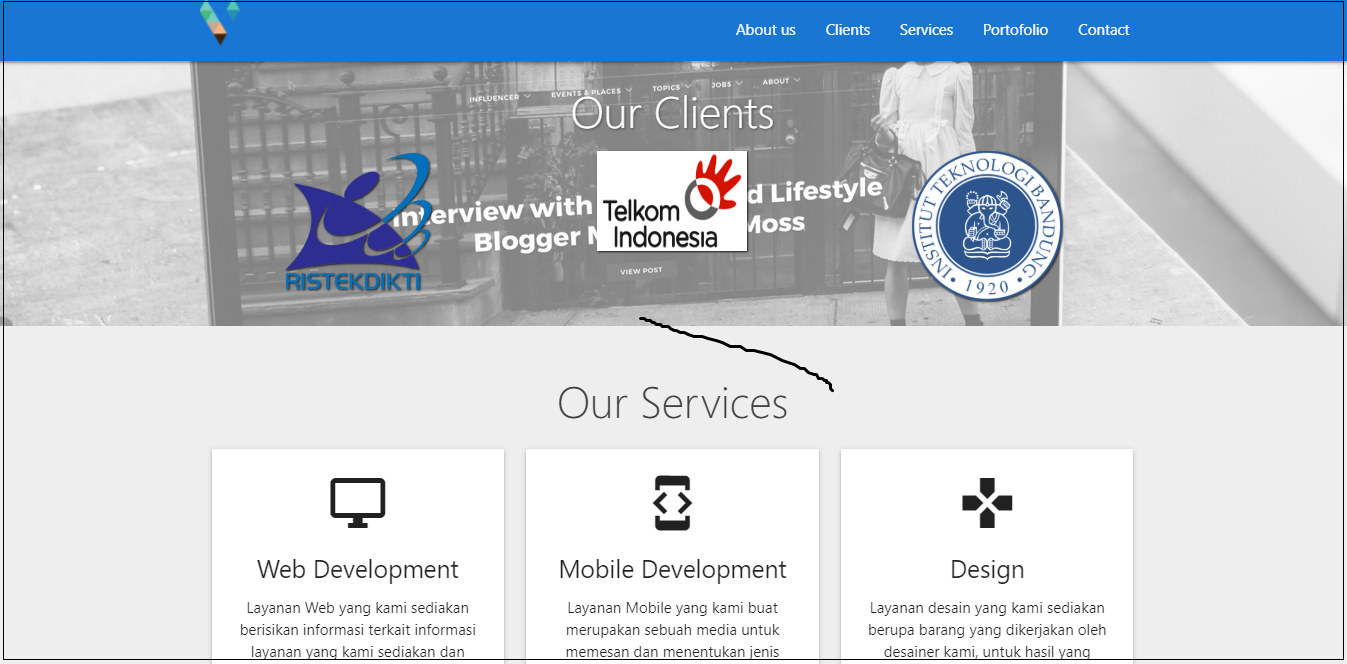 About us Clients Services Portofolio Contact
INFLUENCER EVENTS & PLACES TOPICS JOBS ABOUT
Our Clients
Interview with
d Lifestyle
Blogger
Moss
VIEW POST
RISTEKDIKTI
Telkom
Indonesia
INSTITUT TEKNOLOGI BANDUNG
1920
Our Services
Web Development
Layanan Web yang kami sediakan
berisikan informasi terkait informasi
layanan yang kami sediakan dan
Mobile Development
Layanan Mobile yang kami buat
merupakan sebuah media untuk
memesan dan menentukan jenis
Design
Layanan desain yang kami sediakan
berupa barang yang dikerjakan oleh
desainer kami, untuk hasil yang